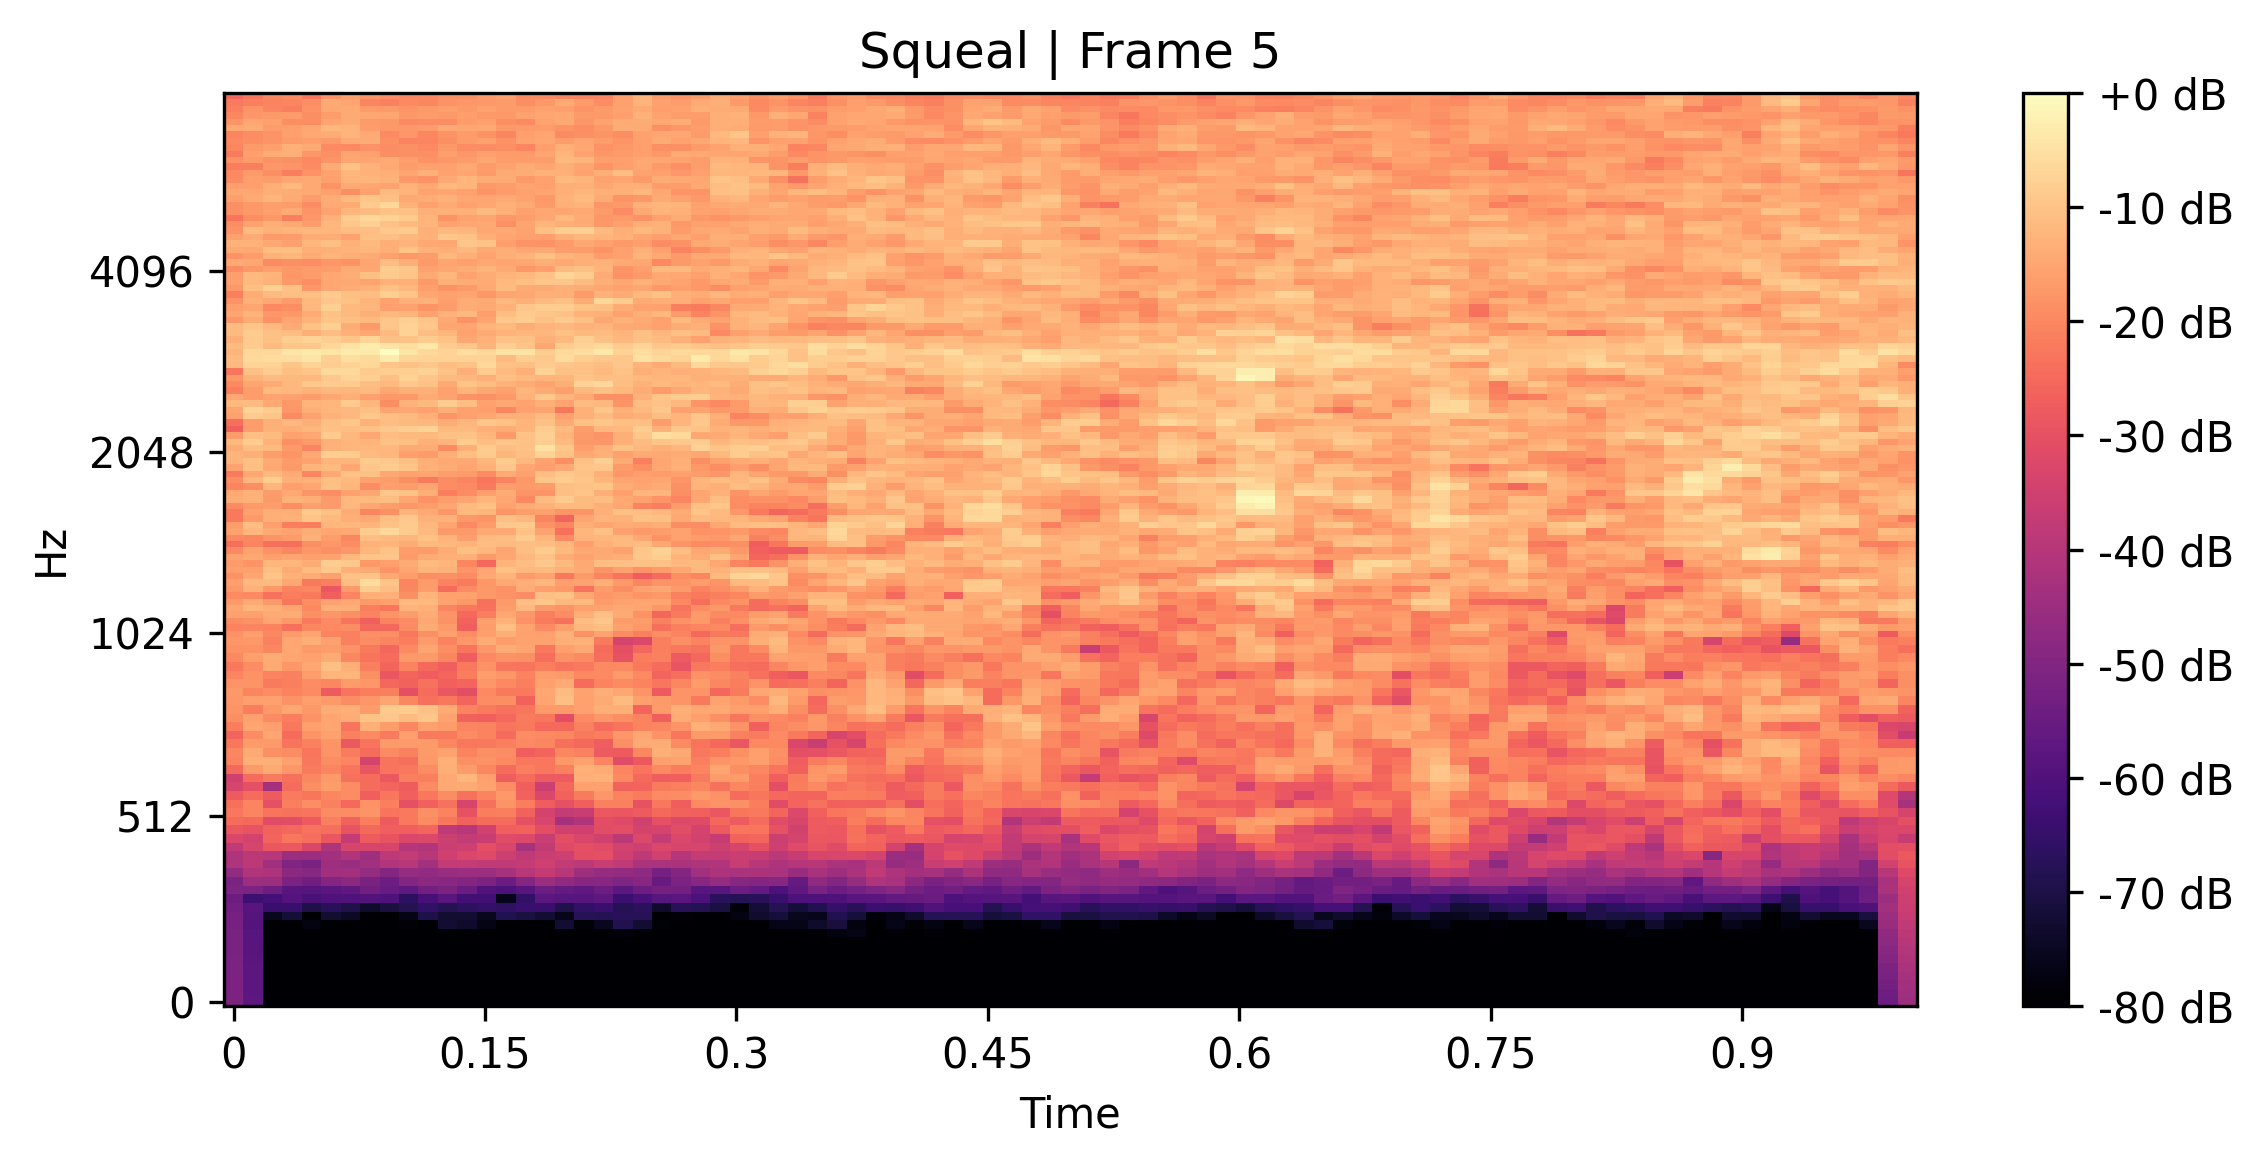 Squeal | Frame 5
+0 dB
-10 dB
-20 dB
-30 dB
-40 dB
-50 dB
-60 dB
-70 dB
-80 dB
Hz
4096
2048
1024
512
0
0 0.15 0.3 0.45 0.6 0.75 0.9
Time